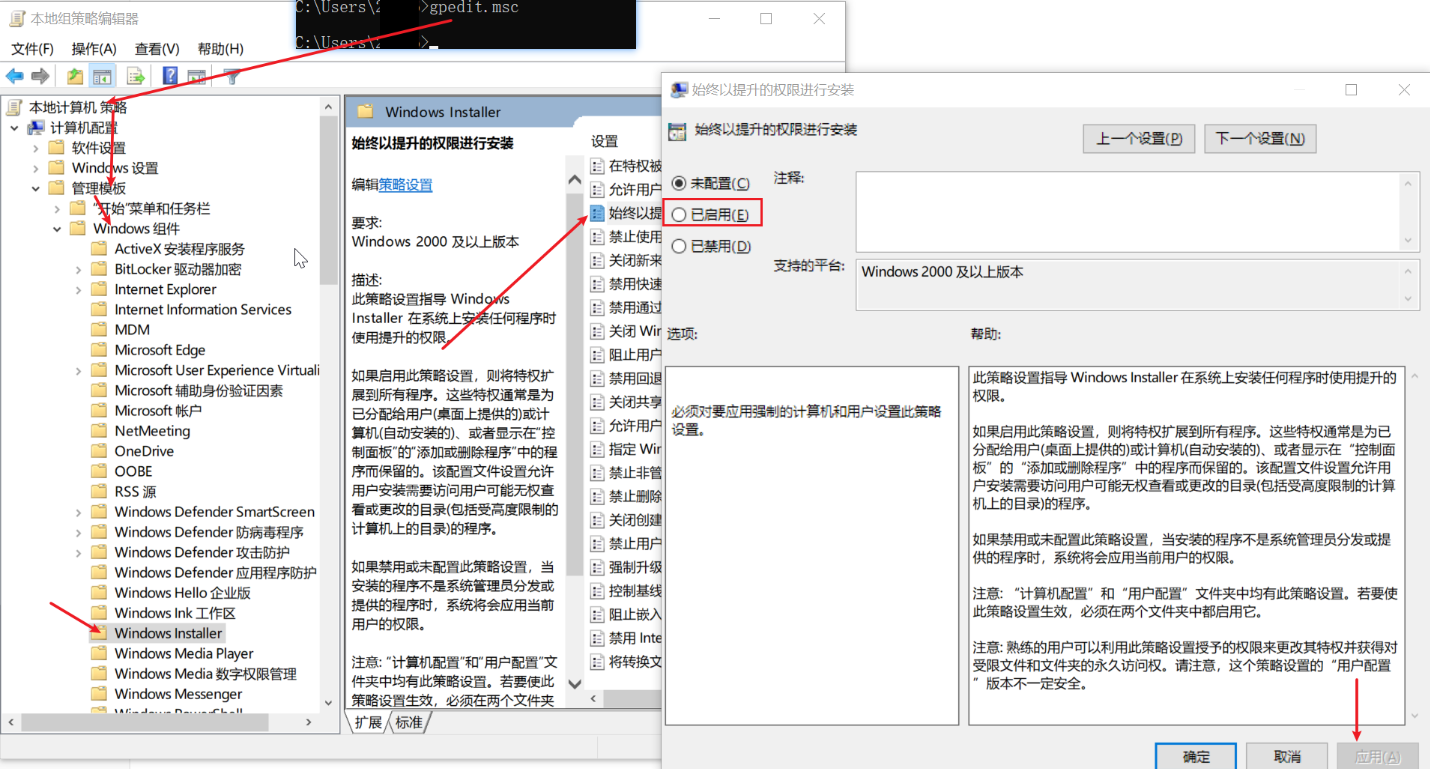 本地组策略编辑器
C:\Users\2
>gpedit.msc
C:\Users\2
>
文件(F) 操作(A) 查看(V) 帮助(H)
本地计算机 策略
计算机配置
软件设置
Windows 设置
管理模板
"开始"菜单和任务栏
Windows 组件
ActiveX 安装程序服务
BitLocker 驱动器加密
Internet Explorer
Internet Information Services
MDM
Microsoft Edge
Microsoft User Experience Virtuali
Microsoft 辅助身份验证因素
Microsoft 帐户
NetMeeting
OneDrive
OOBE
RSS 源
Windows Defender SmartScreen
Windows Defender 防病毒程序
Windows Defender 攻击防护
Windows Defender 应用程序防护
Windows Hello 企业版
Windows Ink 工作区
Windows Installer
Windows Media Player
Windows Media 数字权限管理
Windows Messenger
Windows PowerShell
Windows Installer
始终以提升的权限进行安装
编辑策略设置
要求:
Windows 2000 及以上版本
描述:
此策略设置指导 Windows
Installer 在系统上安装任何程序时
使用提升的权限。
如果启用此策略设置，则将特权扩
展到所有程序。这些特权通常是为
已分配给用户(桌面上提供的)或计
算机(自动安装的)、或者显示在"控
制面板"的"添加或删除程序"中的程
序而保留的。该配置文件设置允许
用户安装需要访问用户可能无权查
看或更改的目录(包括受高度限制的
计算机上的目录)的程序。
如果禁用或未配置此策略设置，当
安装的程序不是系统管理员分发或
提供的程序时，系统将会应用当前
用户的权限。
注意: "计算机配置"和"用户配置"文
件夹中均有此策略设置。若要使此
策略设置生效，必须在两个文件夹
扩展 标准
设置
在特权被
允许用户
始终以提
禁止使用
关闭新来
禁用快速
禁用通过
关闭 Win
阻止用户
禁用回退
关闭共享
允许用户
指定 Win
禁止非管
禁止删除
关闭创建
禁止用户
强制升级
控制基线
阻止嵌入
禁用 Inte
将转换文
始终以提升的权限进行安装
始终以提升的权限进行安装
上一个设置(P) 下一个设置(N)
未配置(C)
已启用(E)
已禁用(D)
注释:
支持的平台:
Windows 2000 及以上版本
选项:
必须对要应用强制的计算机和用户设置此策略
设置。
帮助:
此策略设置指导 Windows Installer 在系统上安装任何程序时使用提升的
权限。
如果启用此策略设置，则将特权扩展到所有程序。这些特权通常是为已
分配给用户(桌面上提供的)或计算机(自动安装的)、或者显示在“控制面
板”的“添加或删除程序”中的程序而保留的。该配置文件设置允许用
户安装需要访问用户可能无权查看或更改的目录(包括受高度限制的计算
机上的目录)的程序。
如果禁用或未配置此策略设置，当安装的程序不是系统管理员分发或提
供的程序时，系统将会应用当前用户的权限。
注意: “计算机配置”和“用户配置”文件夹中均有此策略设置。若要使
此策略设置生效，必须在两个文件夹中都启用它。
注意: 熟练的用户可以利用此策略设置授予的权限来更改其特权并获得对
受限文件和文件夹的永久访问权。请注意，这个策略设置的“用户配置
”版本不一定安全。
确定 取消 应用(A)